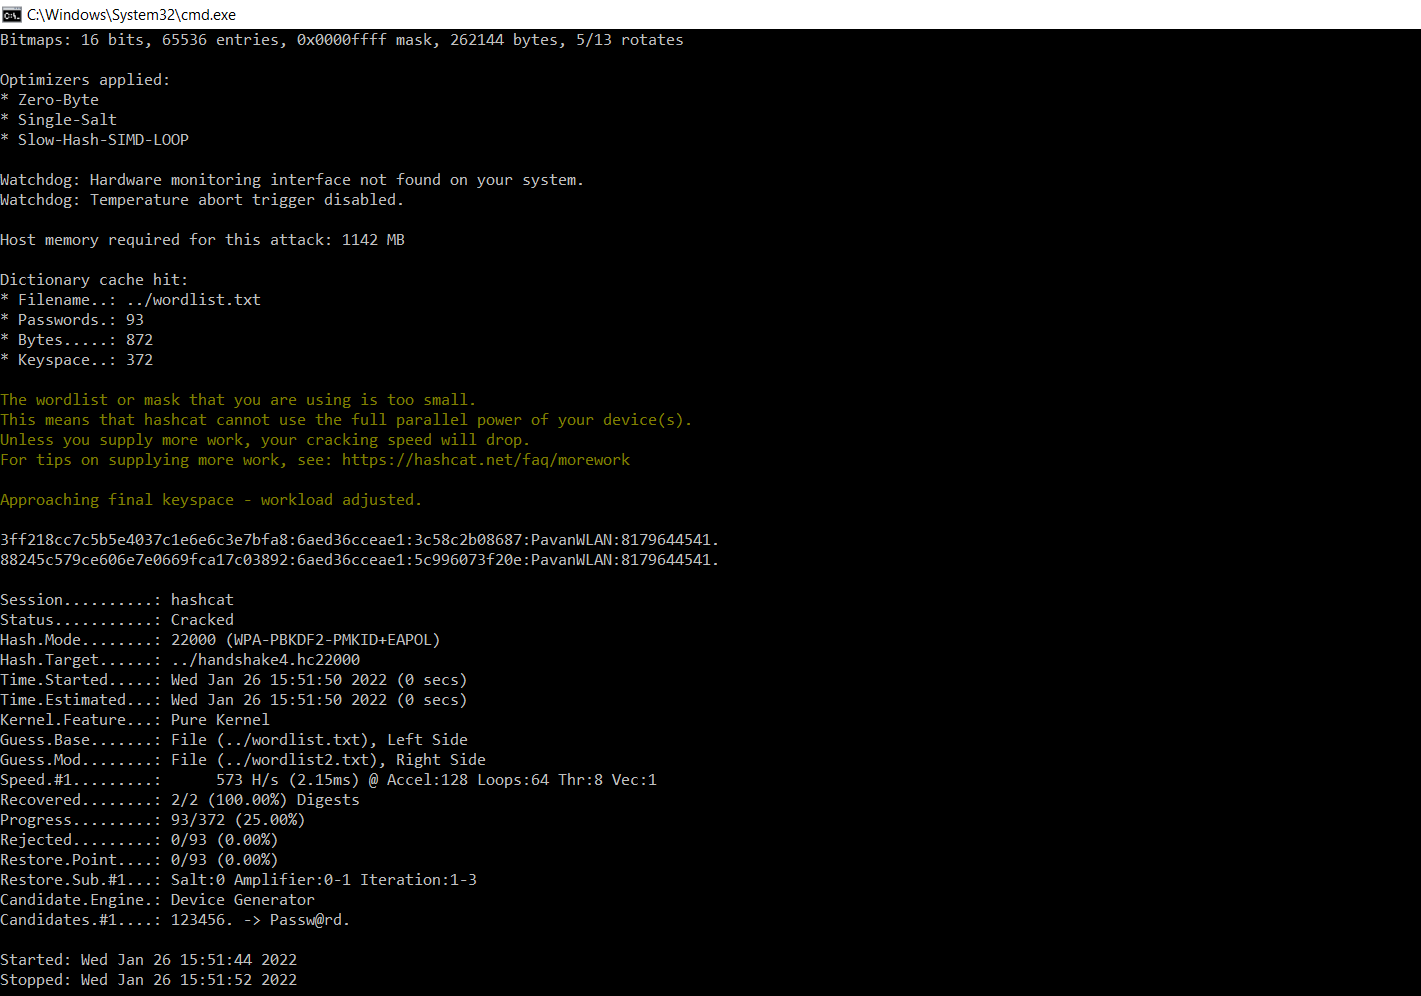 C:\Windows\System32\cmd.exe
Bitmaps: 16 bits, 65536 entries, 0x0000ffff mask, 262144 bytes, 5/13 rotates
Optimizers applied:
* Zero-Byte
* Single-Salt
* Slow-Hash-SIMD-LOOP
Watchdog: Hardware monitoring interface not found on your system.
Watchdog: Temperature abort trigger disabled.
Host memory required for this attack: 1142 MB
Dictionary cache hit:
* Filename..: ../wordlist.txt
* Passwords.: 93
* Bytes.....: 872
* Keyspace..: 372
The wordlist or mask that you are using is too small.
This means that hashcat cannot use the full parallel power of your device(s).
Unless you supply more work, your cracking speed will drop.
For tips on supplying more work, see: https://hashcat.net/faq/morework
Approaching final keyspace - workload adjusted.
3ff218cc7c5b5e4037c1e6e6c3e7bfa8:6aed36cceae1:3c58c2b08687:PavanWLAN:8179644541.
88245c579ce606e7e0669fca17c03892:6aed36cceae1:5c996073f20e:PavanWLAN:8179644541.
Session..........: hashcat
Status...........: Cracked
Hash.Mode........: 22000 (WPA-PBKDF2-PMKID+EAPOL)
Hash.Target......: ../handshake4.hc22000
Time.Started.....: Wed Jan 26 15:51:50 2022 (0 secs)
Time.Estimated...: Wed Jan 26 15:51:50 2022 (0 secs)
Kernel.Feature...: Pure Kernel
Guess.Base.......: File (../wordlist.txt), Left Side
Guess.Mod........: File (../wordlist2.txt), Right Side
Speed.#1.........:      573 H/s (2.15ms) @ Accel:128 Loops:64 Thr:8 Vec:1
Recovered........: 2/2 (100.00%) Digests
Progress.........: 93/372 (25.00%)
Rejected.........: 0/93 (0.00%)
Restore.Point....: 0/93 (0.00%)
Restore.Sub.#1...: Salt:0 Amplifier:0-1 Iteration:1-3
Candidate.Engine.: Device Generator
Candidates.#1....: 123456. -> Passw@rd.
Started: Wed Jan 26 15:51:44 2022
Stopped: Wed Jan 26 15:51:52 2022